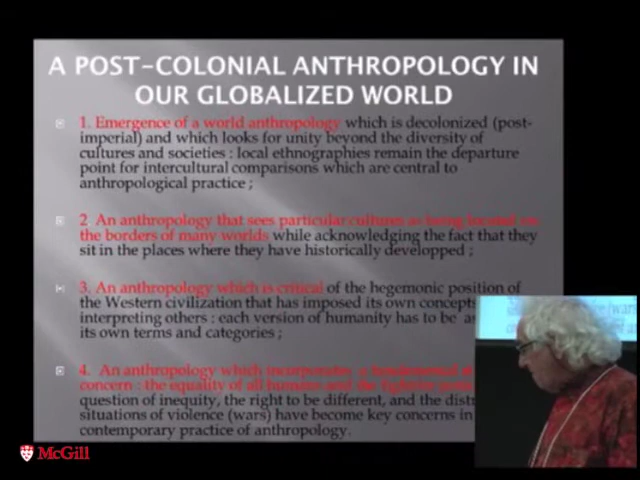 A POST-COLONIAL ANTHROPOLOGY IN
OUR GLOBALIZED WORLD
1. Emergence of a world anthropology which is decolonized (post-
imperial) and which looks for unity beyond the diversity of
cultures and societies : local ethnographies remain the departure
point for intercultural comparisons which are central to
anthropological practice ;
2 An anthropology that sees particular cultures as being located on
the borders of many worlds while acknowledging the fact that they
sit in the places where they have historically developped ;
3. An anthropology which is critical of the hegemonic position of
the Western civilization that has imposed its own concepts
interpreting others : each version of humanity has to be
its own terms and categories ;
4. An anthropology which incorporates a fundamental
concern : the equality of all humans and the
question of inequity, the right to be different, and the
situations of violence (wars) have become key concerns in
contemporary practice of anthropology.
McGill